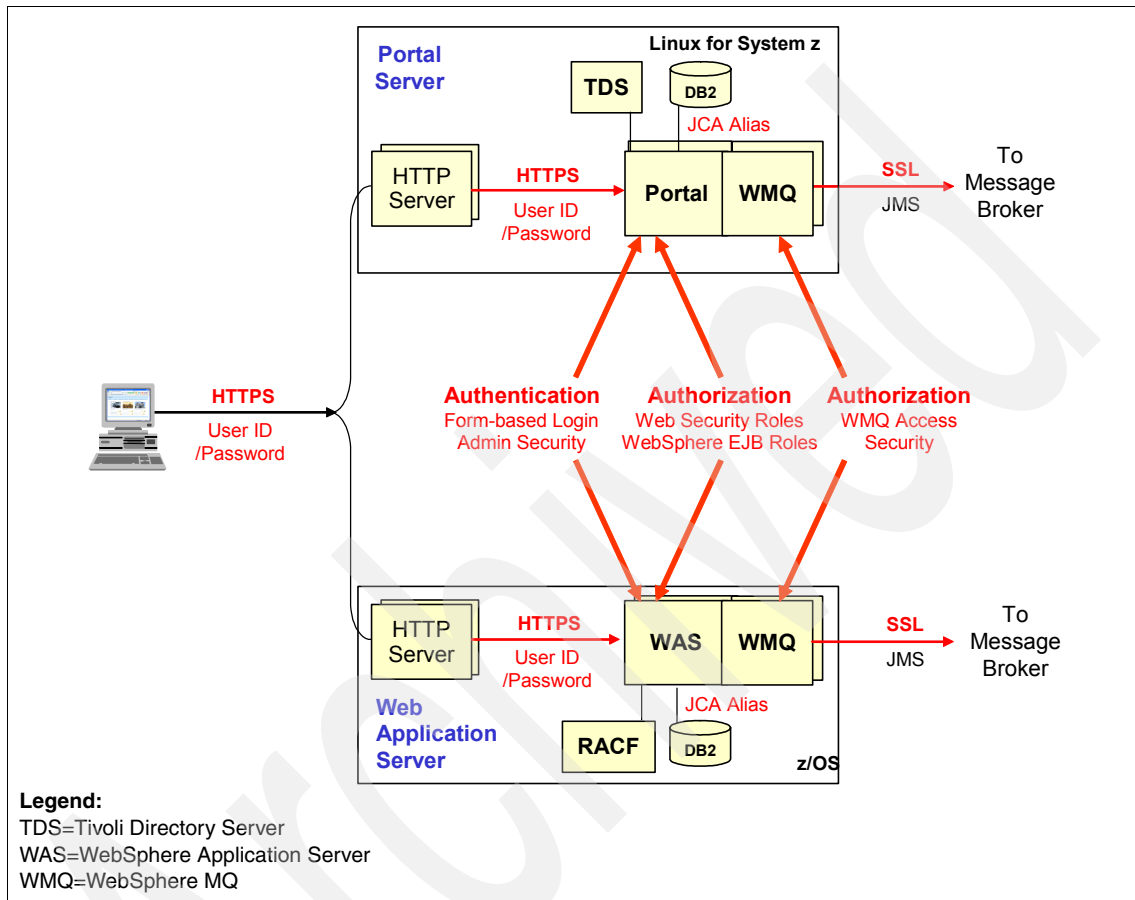 Portal
Server
Linux for System z
TDS
DB2
JCA Alias
HTTP
Server
HTTPS
User ID
/Password
Portal
WMQ
SSL
JMS
To
Message
Broker
HTTPS
User ID
/Password
Authentication
Form-based Login
Admin Security
Authorization
Web Security Roles
WebSphere EJB Roles
Authorization
WMQ Access
Security
HTTP
Server
HTTPS
User ID
/Password
WAS
WMQ
SSL
JMS
To
Message
Broker
JCA Alias
Web
Application
Server
RACF
DB2
z/OS
Legend:
TDS=Tivoli Directory Server
WAS=WebSphere Application Server
WMQ=WebSphere MQ
Archived